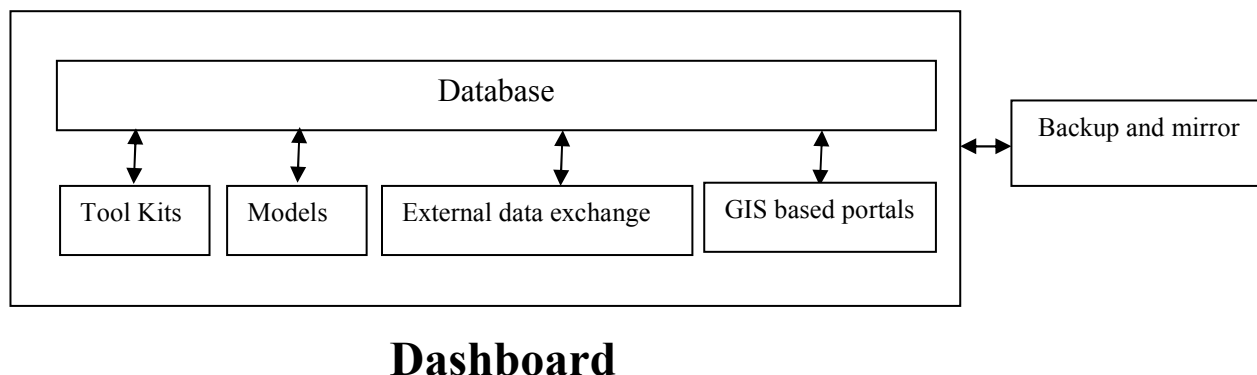 Database
Backup and mirror
Tool Kits
Models
External data exchange
GIS based portals
Dashboard